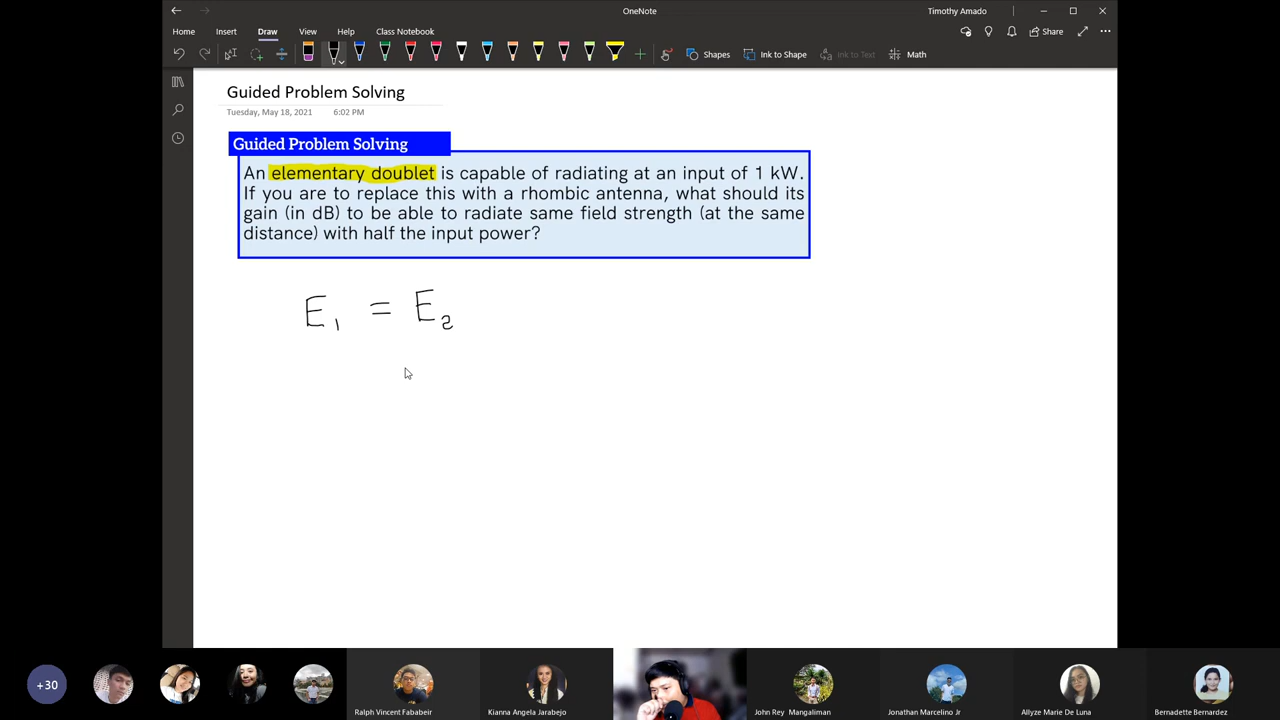 OneNote
Timothy Amado
Home Insert Draw View Help Class Notebook
Share
Shapes Ink to Shape Ink to Text Math
Guided Problem Solving
Tuesday, May 18, 2021 6:02 PM
Guided Problem Solving
An elementary doublet is capable of radiating at an input of 1 kW.
If you are to replace this with a rhombic antenna, what should its
gain (in dB) to be able to radiate same field strength (at the same
distance) with half the input power?
E₁ = E₂
+30
Ralph Vincent Fababeir
Kianna Angela Jarabejo
John Rey Mangaliman
Jonathan Marcelino Jr
Allyze Marie De Luna
Bernadette Bernardez